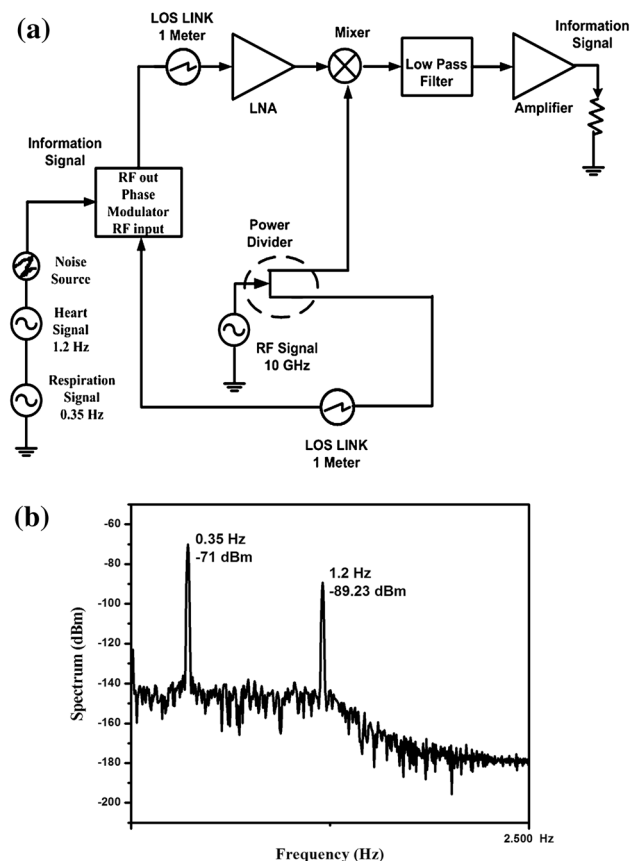 (a)
LOS LINK
1 Meter
LNA
Mixer
Low Pass
Filter
Amplifier
Information
Signal
Information
Signal
RF out
Phase
Modulator
RF input
Noise
Source
Heart
Signal
1.2 Hz
Respiration
Signal
0.35 Hz
Power
Divider
RF Signal
10 GHz
LOS LINK
1 Meter
(b)
Spectrum (dBm)
-60
-80
-100
-120
-140
-160
-180
-200
0.35 Hz
-71 dBm
1.2 Hz
-89.23 dBm
2.500 Hz
Frequency (Hz)